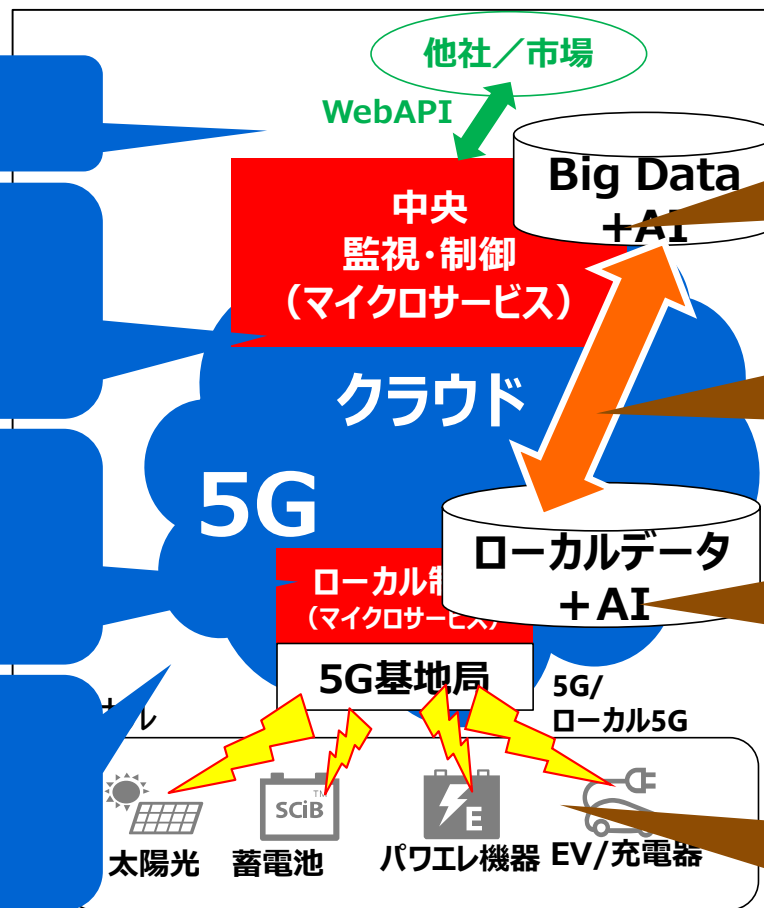 他社／市場
WebAPI
Big Data
+AI
中央
監視・制御
（マイクロサービス）
クラウド
5G
ローカルデータ
+AI
ローカル制
（マイクロサービス）
5G基地局
5G/
ローカル5G
SCiB™
E
太陽光
蓄電池
パワエレ機器
EV/充電器